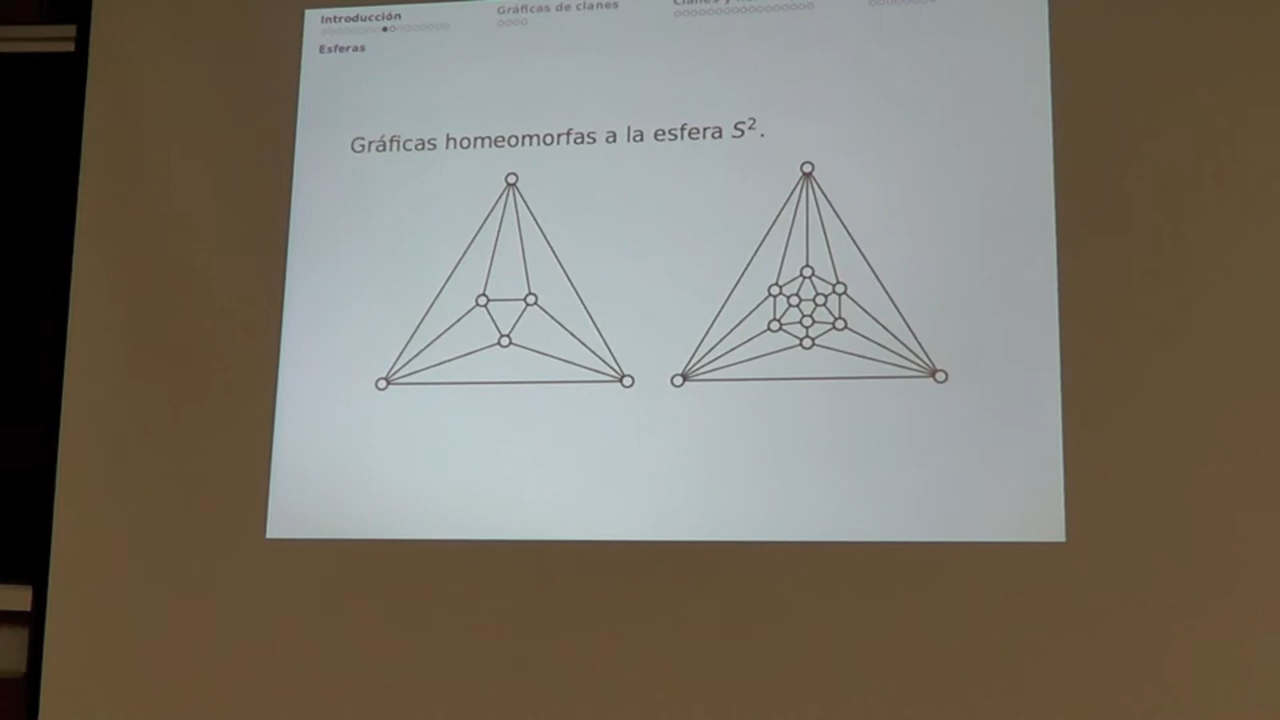 Introducción
Gráficas de clanes
Esferas
Gráficas homeomorfas a la esfera S².